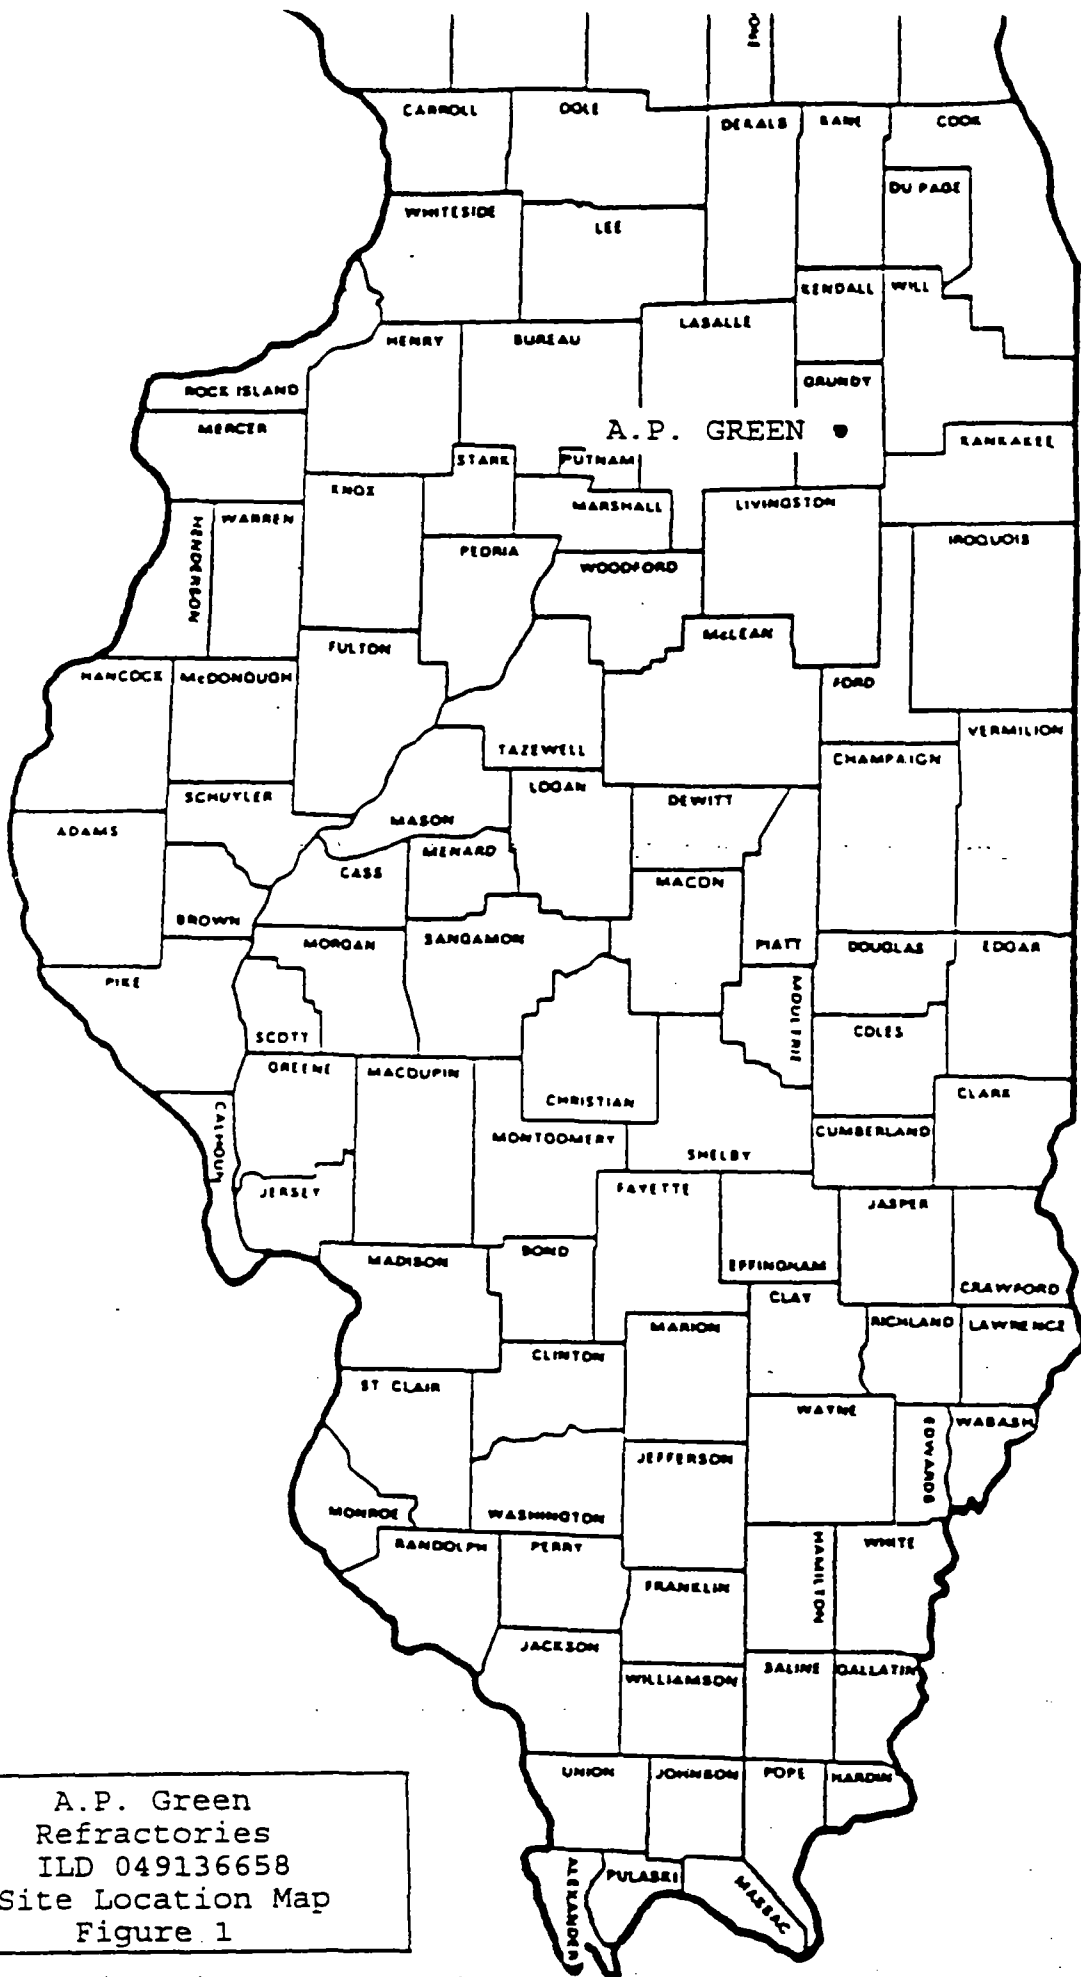 ONE
CARROLL
OGLE
DEKALB
KANE
COOK
DU PAGE
WHITESIDE
LEE
KENDALL
WILL
LASALLE
HENRY
BUREAU
ROCK ISLAND
GRUNDY
MERCER
A.P. GREEN
KANKAKEE
STARK
PUTNAM
KNOX
MARSHALL
LIVINGSTON
HENDERSON
WARREN
PEORIA
IROQUOIS
WOODFORD
McLEAN
FULTON
HANCOCK
McDONOUGH
FORD
VERMILION
TAZEWELL
CHAMPAIGN
LOGAN
SCHUYLER
DEWITT
MASON
ADAMS
MENARD
CASS
MACON
BROWN
MORGAN
SANGAMON
PIATT
DOUGLAS
EDGAR
PIKE
MOULTRIE
SCOTT
COLES
GREENE
MACOUPIN
CHRISTIAN
CLARK
CALHOUN
CUMBERLAND
MONTGOMERY
SHELBY
JERSEY
FAYETTE
JASPER
BOND
MADISON
EFFINGHAM
CRAWFORD
CLAY
MARION
RICHLAND
LAWRENCE
CLINTON
ST CLAIR
WAYNE
EDWARDS
WABASH
JEFFERSON
MONROE
WASHINGTON
RANDOLPH
PERRY
HAMILTON
WHITE
FRANKLIN
JACKSON
WILLIAMSON
SALINE
GALLATIN
UNION
JOHNSON
POPE
HARDIN
A.P. Green
Refractories
ILD 049136658
Site Location Map
Figure 1
ALEXANDER
PULASKI
MASSAC